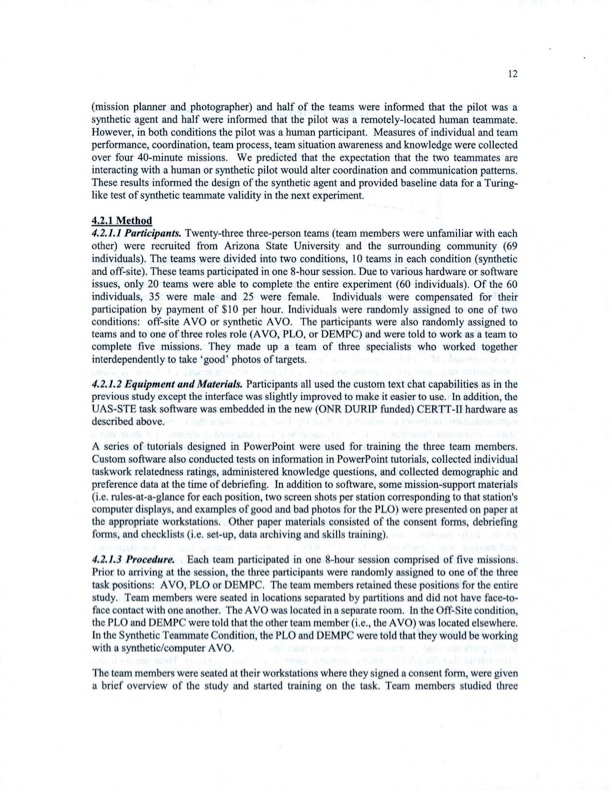 12
(mission planner and photographer) and half of the teams were informed that the pilot was a
synthetic agent and half were informed that the pilot was a remotely-located human teammate.
However, in both conditions the pilot was a human participant. Measures of individual and team
performance, coordination, team process, team situation awareness and knowledge were collected
over four 40-minute missions. We predicted that the expectation that the two teammates are
interacting with a human or synthetic pilot would alter coordination and communication patterns.
These results informed the design of the synthetic agent and provided baseline data for a Turing-
like test of synthetic teammate validity in the next experiment.
4.2.1 Method
4.2.1.1 Participants. Twenty-three three-person teams (team members were unfamiliar with each
other) were recruited from Arizona State University and the surrounding community (69
individuals). The teams were divided into two conditions, 10 teams in each condition (synthetic
and off-site). These teams participated in one 8-hour session. Due to various hardware or software
issues, only 20 teams were able to complete the entire experiment (60 individuals). Of the 60
individuals, 35 were male and 25 were female. Individuals were compensated for their
participation by payment of $10 per hour. Individuals were randomly assigned to one of two
conditions: off-site AVO or synthetic AVO. The participants were also randomly assigned to
teams and to one of three roles role (AVO, PLO, or DEMPC) and were told to work as a team to
complete five missions. They made up a team of three specialists who worked together
interdependently to take 'good' photos of targets.
4.2.1.2 Equipment and Materials. Participants all used the custom text chat capabilities as in the
previous study except the interface was slightly improved to make it easier to use. In addition, the
UAS-STE task software was embedded in the new (ONR DURIP funded) CERTT-II hardware as
described above.
A series of tutorials designed in PowerPoint were used for training the three team members.
Custom software also conducted tests on information in PowerPoint tutorials, collected individual
taskwork relatedness ratings, administered knowledge questions, and collected demographic and
preference data at the time of debriefing. In addition to software, some mission-support materials
(i.e. rules-at-a-glance for each position, two screen shots per station corresponding to that station's
computer displays, and examples of good and bad photos for the PLO) were presented on paper at
the appropriate workstations. Other paper materials consisted of the consent forms, debriefing
forms, and checklists (i.e. set-up, data archiving and skills training).
4.2.1.3 Procedure. Each team participated in one 8-hour session comprised of five missions.
Prior to arriving at the session, the three participants were randomly assigned to one of the three
task positions: AVO, PLO or DEMPC. The team members retained these positions for the entire
study. Team members were seated in locations separated by partitions and did not have face-to-
face contact with one another. The AVO was located in a separate room. In the Off-Site condition,
the PLO and DEMPC were told that the other team member (i.e., the AVO) was located elsewhere.
In the Synthetic Teammate Condition, the PLO and DEMPC were told that they would be working
with a synthetic/computer AVO.
The team members were seated at their workstations where they signed a consent form, were given
a brief overview of the study and started training on the task. Team members studied three